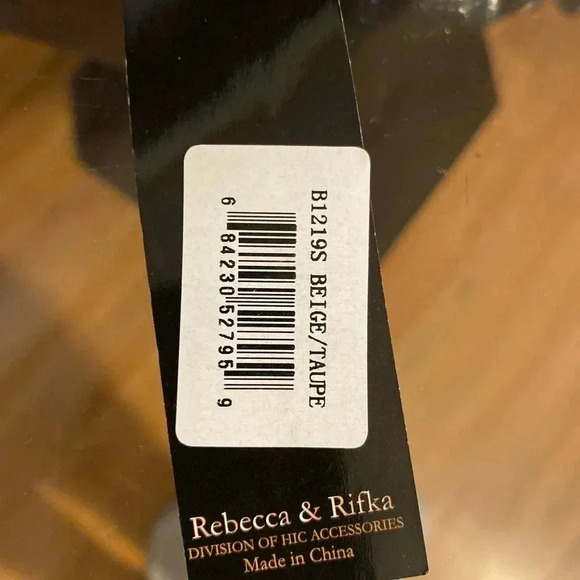 B1219S BEIGE/TAUPE
6 84230 52795 9
Rebecca & Rifka
DIVISION OF HIC ACCESSORIES
Made in China